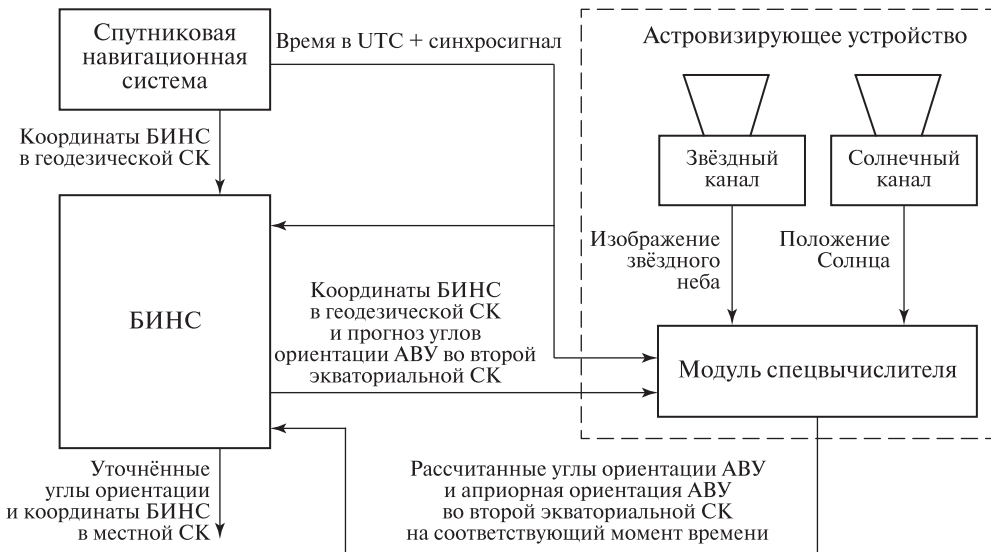 Спутниковая
навигационная
система
Время в UTC + синхросигнал
Астровизирующее устройство
Координаты БИНС
в геодезической СК
Звёздный
канал
Солнечный
канал
Изображение
звёздного
неба
Положение
Солнца
БИНС
Координаты БИНС
в геодезической СК
и прогноз углов
ориентации АВУ во второй
экваториальной СК
Модуль спецвычислителя
Уточнённые
углы ориентации
и координаты БИНС
в местной СК
Рассчитанные углы ориентации АВУ
и априорная ориентация АВУ
во второй экваториальной СК
на соответствующий момент времени